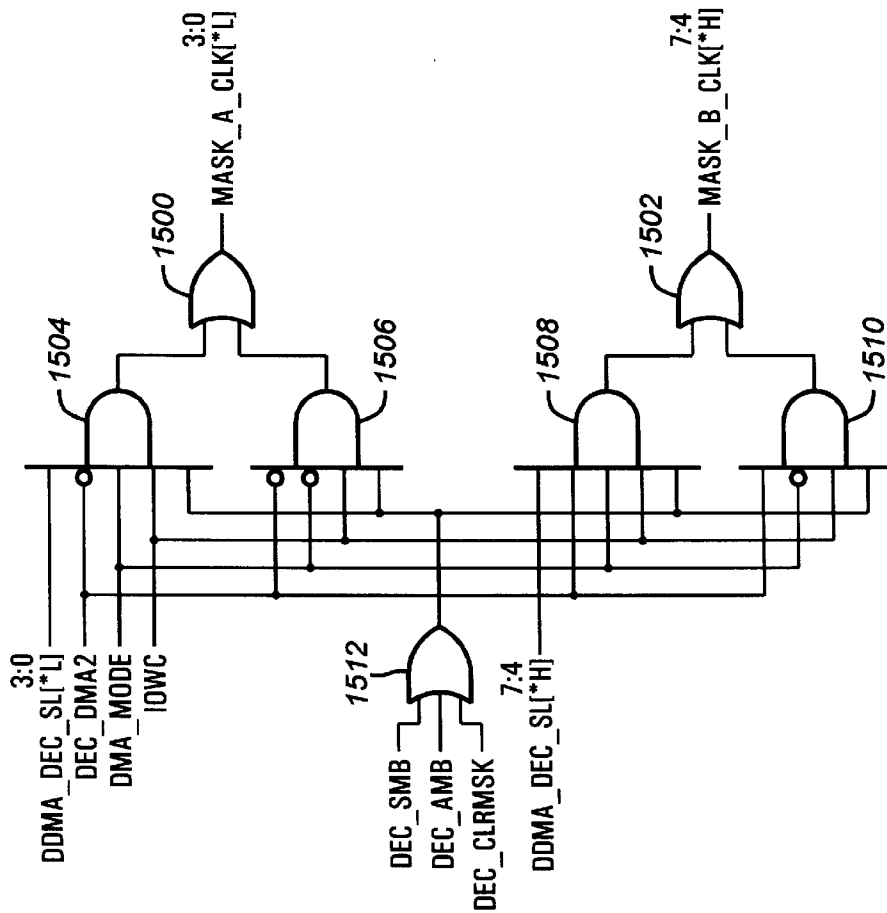 3:0
DDMA_DEC_SL[*L]
DEC_DMA2
DMA_MODE
IOWC
1504
1500
3:0
MASK_A_CLK[*L]
1506
DEC_SMB
DEC_AMB
DEC_CLRMSK
1512
7:4
DDMA_DEC_SL[*H]
1508
1502
7:4
MASK_B_CLK[*H]
1510